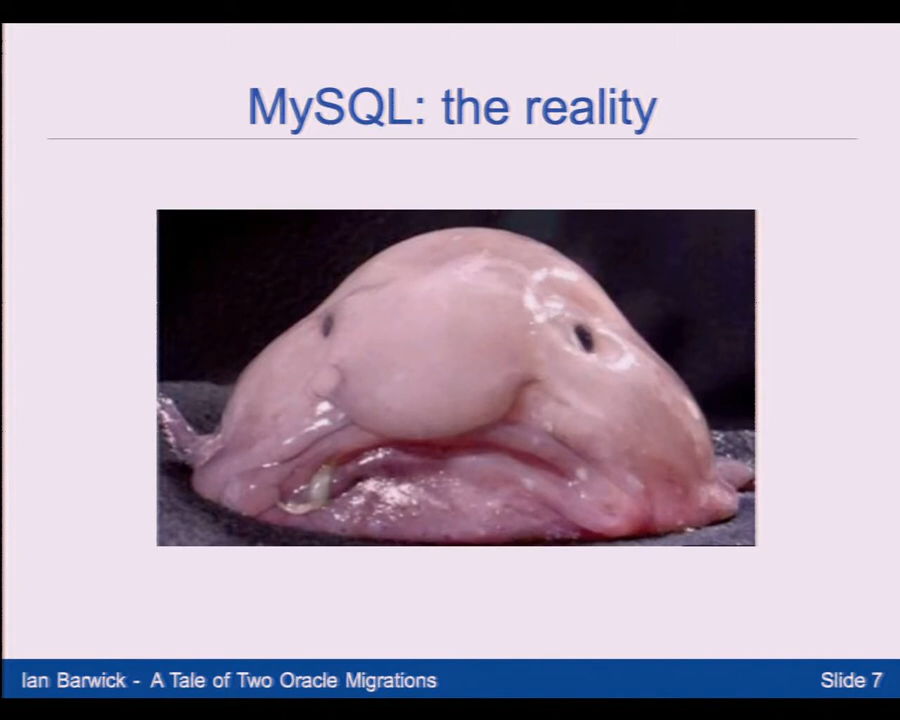 MySQL: the reality
Ian Barwick - A Tale of Two Oracle Migrations
Slide 7